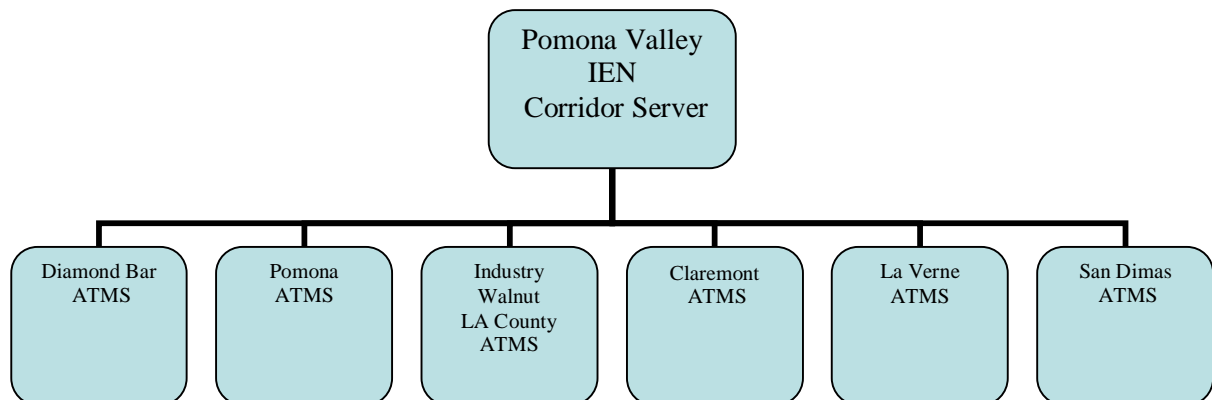 Pomona Valley
IEN
Corridor Server
Diamond Bar
ATMS
Pomona
ATMS
Industry
Walnut
LA County
ATMS
Claremont
ATMS
La Verne
ATMS
San Dimas
ATMS